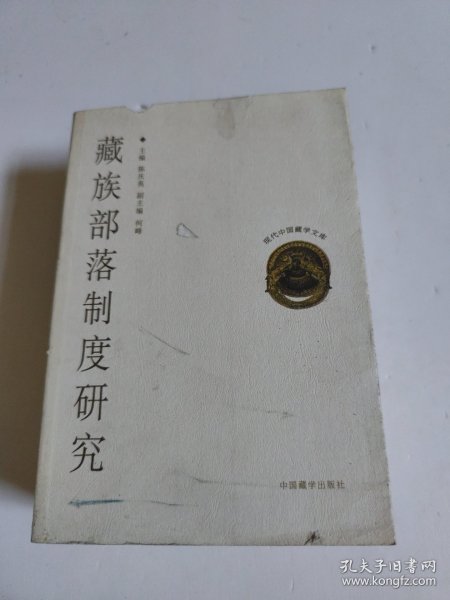 藏族部落制度研究
主编 陈庆英 副主编 何峰
现代中国藏学文库
中国藏学出版社
孔夫子旧书网
www.kongfz.com